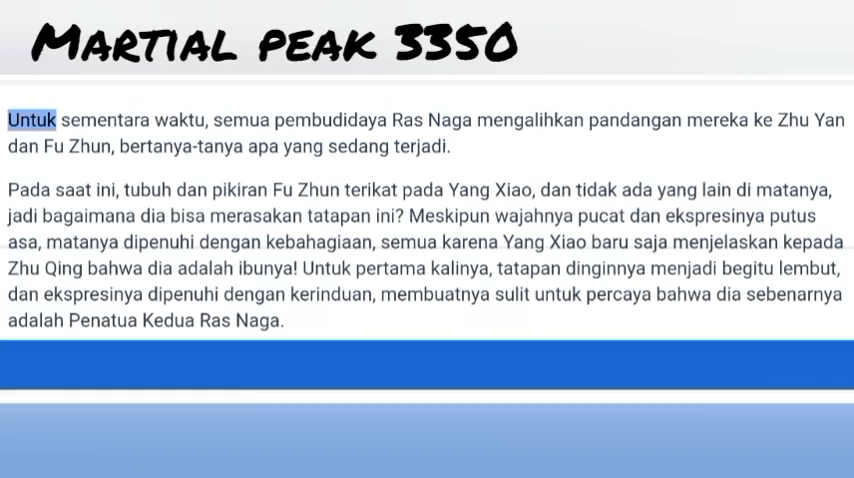 MARTIAL PEAK 3350
Untuk sementara waktu, semua pembudidaya Ras Naga mengalihkan pandangan mereka ke Zhu Yan
dan Fu Zhun, bertanya-tanya apa yang sedang terjadi.
Pada saat ini, tubuh dan pikiran Fu Zhun terikat pada Yang Xiao, dan tidak ada yang lain di matanya,
jadi bagaimana dia bisa merasakan tatapan ini? Meskipun wajahnya pucat dan ekspresinya putus
asa, matanya dipenuhi dengan kebahagiaan, semua karena Yang Xiao baru saja menjelaskan kepada
Zhu Qing bahwa dia adalah ibunya! Untuk pertama kalinya, tatapan dinginnya menjadi begitu lembut,
dan ekspresinya dipenuhi dengan kerinduan, membuatnya sulit untuk percaya bahwa dia sebenarnya
adalah Penatua Kedua Ras Naga.